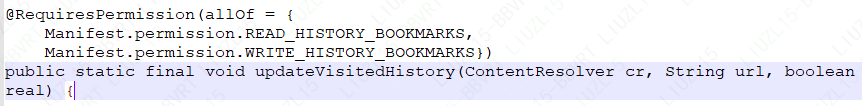 @RequiresPermission(allOf = {
    Manifest.permission.READ_HISTORY_BOOKMARKS,
    Manifest.permission.WRITE_HISTORY_BOOKMARKS})
public static final void updateVisitedHistory(ContentResolver cr, String url, boolean
real) {